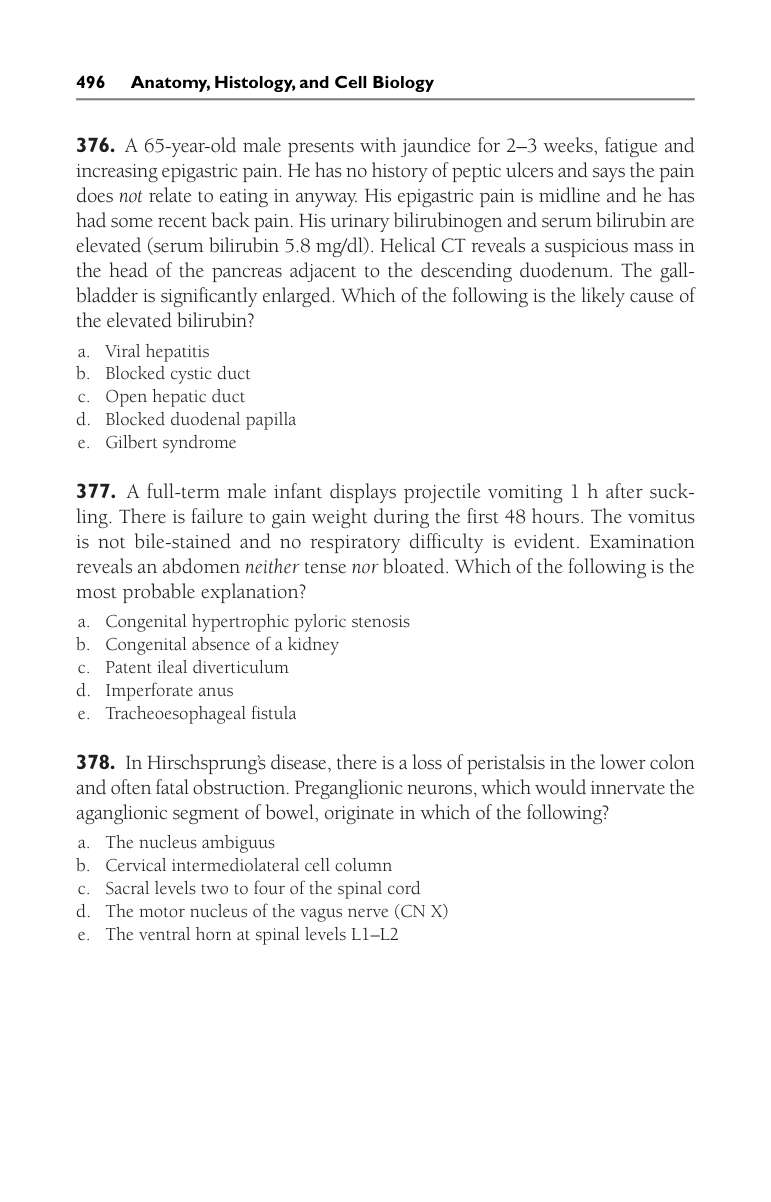 496 Anatomy, Histology, and Cell Biology
376. A 65-year-old male presents with jaundice for 2–3 weeks, fatigue and
increasing epigastric pain. He has no history of peptic ulcers and says the pain
does not relate to eating in anyway. His epigastric pain is midline and he has
had some recent back pain. His urinary bilirubinogen and serum bilirubin are
elevated (serum bilirubin 5.8 mg/dl). Helical CT reveals a suspicious mass in
the head of the pancreas adjacent to the descending duodenum. The gall-
bladder is significantly enlarged. Which of the following is the likely cause of
the elevated bilirubin?
a. Viral hepatitis
b. Blocked cystic duct
c. Open hepatic duct
d. Blocked duodenal papilla
e. Gilbert syndrome
377. A full-term male infant displays projectile vomiting 1 h after suck-
ling. There is failure to gain weight during the first 48 hours. The vomitus
is not bile-stained and no respiratory difficulty is evident. Examination
reveals an abdomen neither tense nor bloated. Which of the following is the
most probable explanation?
a. Congenital hypertrophic pyloric stenosis
b. Congenital absence of a kidney
c. Patent ileal diverticulum
d. Imperforate anus
e. Tracheoesophageal fistula
378. In Hirschsprung's disease, there is a loss of peristalsis in the lower colon
and often fatal obstruction. Preganglionic neurons, which would innervate the
aganglionic segment of bowel, originate in which of the following?
a. The nucleus ambiguus
b. Cervical intermediolateral cell column
c. Sacral levels two to four of the spinal cord
d. The motor nucleus of the vagus nerve (CN X)
e. The ventral horn at spinal levels L1–L2